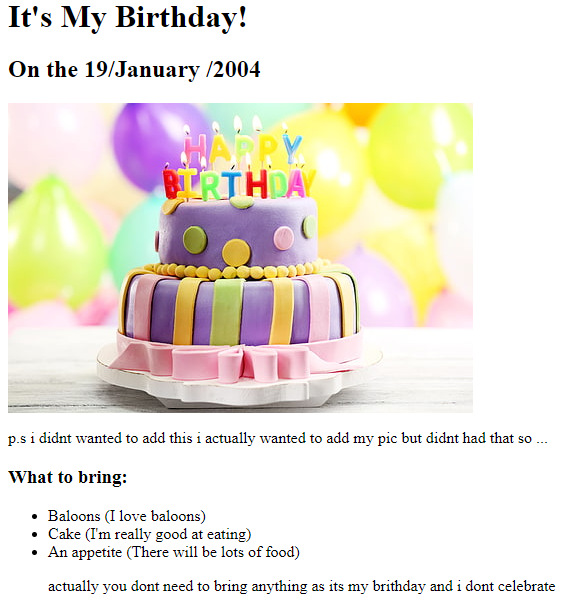 It's My Birthday!
On the 19/January /2004
HAPPY
BIRTHDAY
p.s i didnt wanted to add this i actually wanted to add my pic but didnt had that so ...
What to bring:
Baloons (I love baloons)
Cake (I'm really good at eating)
An appetite (There will be lots of food)
actually you dont need to bring anything as its my brithday and i dont celebrate